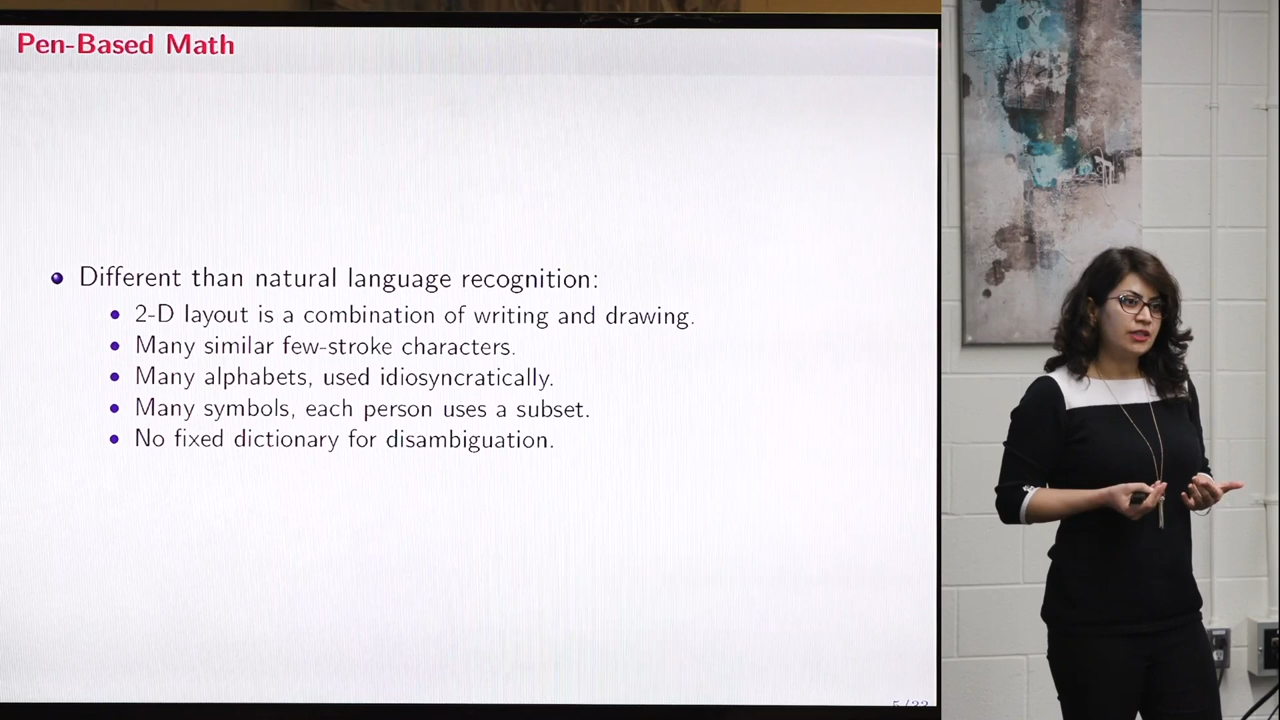 Pen-Based Math
Different than natural language recognition:
2-D layout is a combination of writing and drawing.
Many similar few-stroke characters.
Many alphabets, used idiosyncratically.
Many symbols, each person uses a subset.
No fixed dictionary for disambiguation.